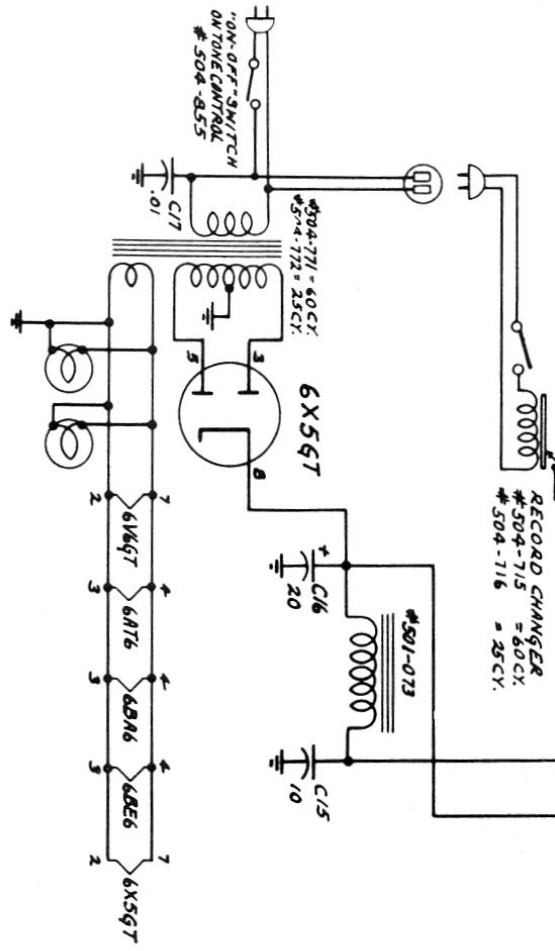 "ON-OFF" SWITCH
ON TONE CONTROL
# 504-855
C17
.01
#504-771 = 60CY.
#504-772 = 25CY.
RECORD CHANGER
# 504-715 = 60CY.
# 504-716 = 25CY.
6X5GT
3
5
8
+
C16
20
#501-073
C15
10
7
6V6GT
2
4
6AT6
3
4
6BA6
3
4
6BE6
3
7
6X5GT
2